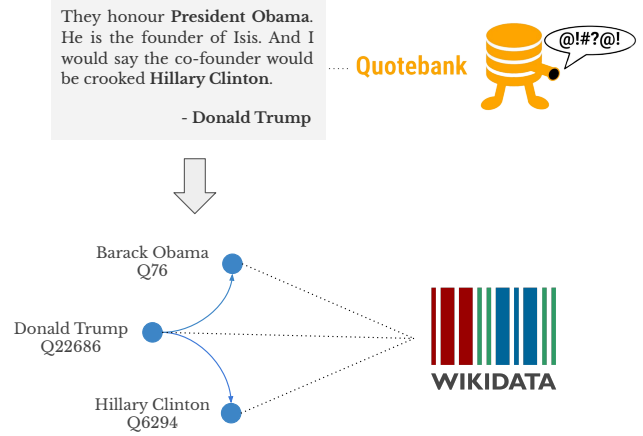 They honour President Obama.
He is the founder of Isis. And I
would say the co-founder would
be crooked Hillary Clinton.
- Donald Trump
Quotebank
@!#?@!
Barack Obama
Q76
Donald Trump
Q22686
Hillary Clinton
Q6294
WIKIDATA